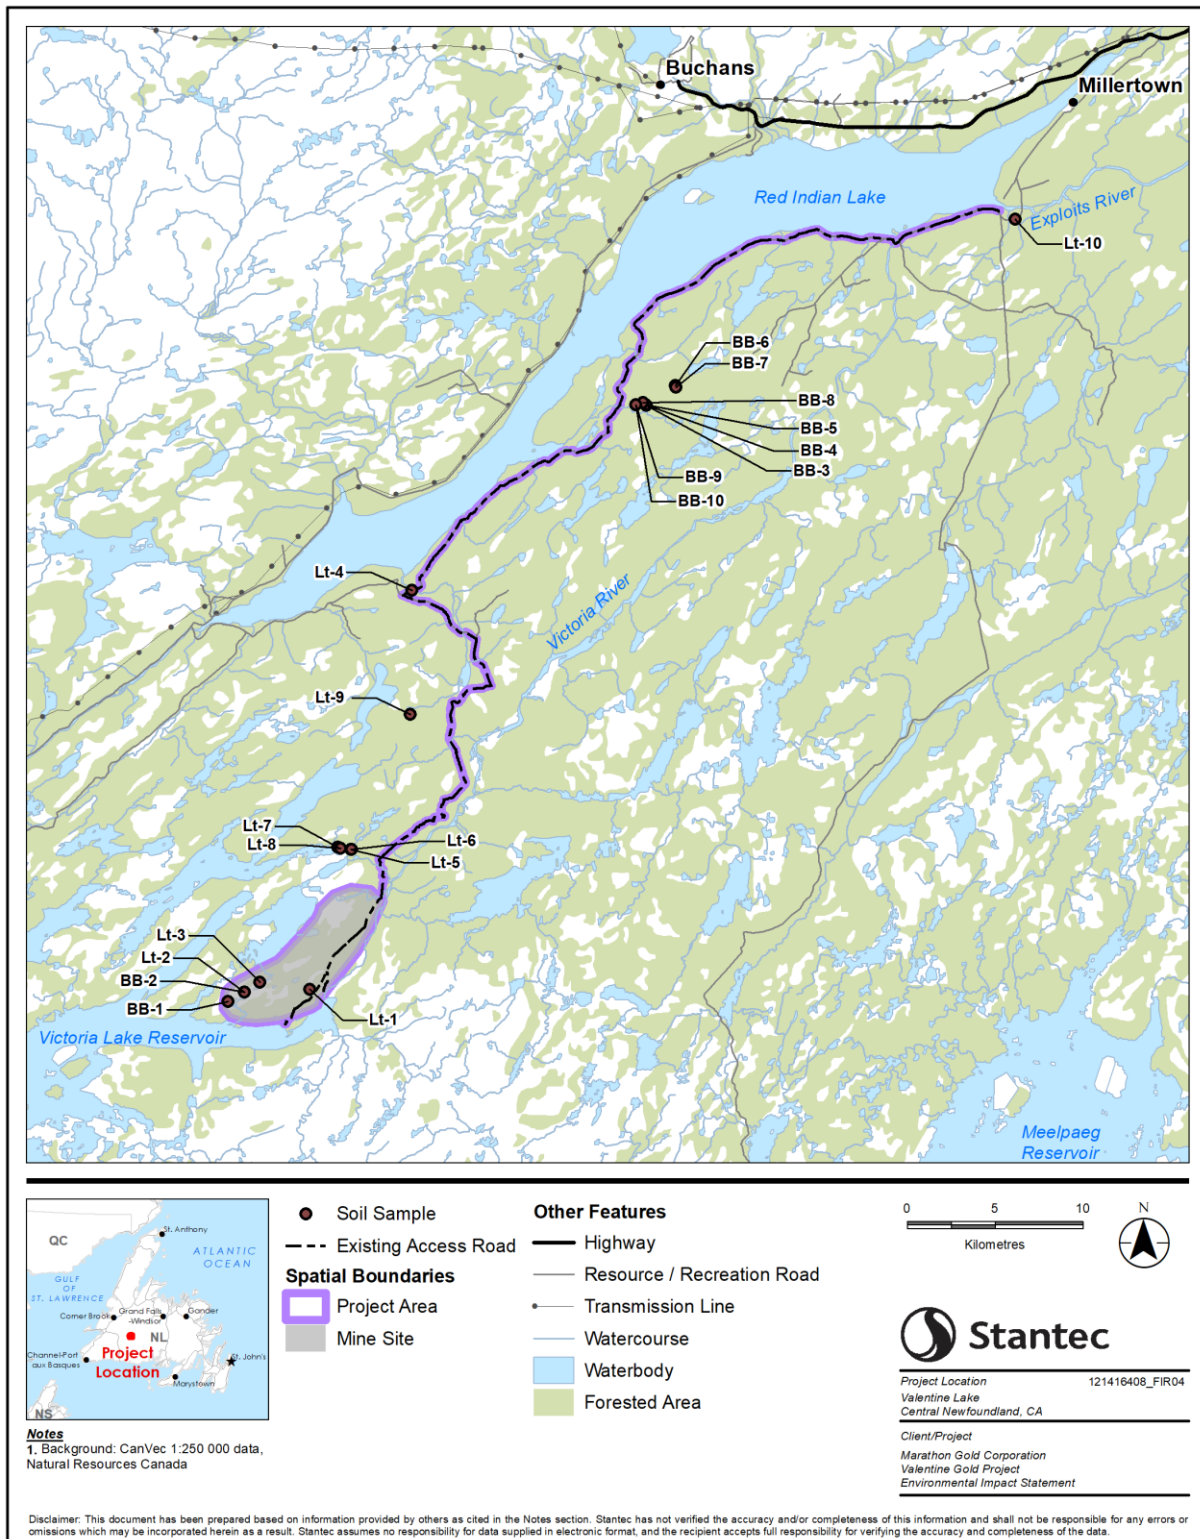 Buchans
Millertown
Red Indian Lake
Exploits River
Lt-10
BB-6
BB-7
BB-8
BB-5
BB-4
BB-3
BB-9
BB-10
Lt-4
Victoria River
Lt-9
Lt-7
Lt-8
Lt-6
Lt-5
Lt-3
Lt-2
BB-2
BB-1
Lt-1
Victoria Lake Reservoir
Meelpaeg
Reservoir
QC
St. Anthony
ATLANTIC
OCEAN
GULF
OF
ST. LAWRENCE
Corner Brook
Grand Falls
-Windsor
Gander
NL
Project
Location
Channel-Port
aux Basques
St. John's
Marystown
NS
Notes
1. Background: CanVec 1:250 000 data,
Natural Resources Canada
Soil Sample
Existing Access Road
Spatial Boundaries
Project Area
Mine Site
Other Features
Highway
Resource / Recreation Road
Transmission Line
Watercourse
Waterbody
Forested Area
0 5 10
Kilometres
N
Stantec
Project Location 121416408_FIR04
Valentine Lake
Central Newfoundland, CA
Client/Project
Marathon Gold Corporation
Valentine Gold Project
Environmental Impact Statement
Disclaimer: This document has been prepared based on information provided by others as cited in the Notes section. Stantec has not verified the accuracy and/or completeness of this information and shall not be responsible for any errors or
omissions which may be incorporated herein as a result. Stantec assumes no responsibility for data supplied in electronic format, and the recipient accepts full responsibility for verifying the accuracy and completeness of the data.